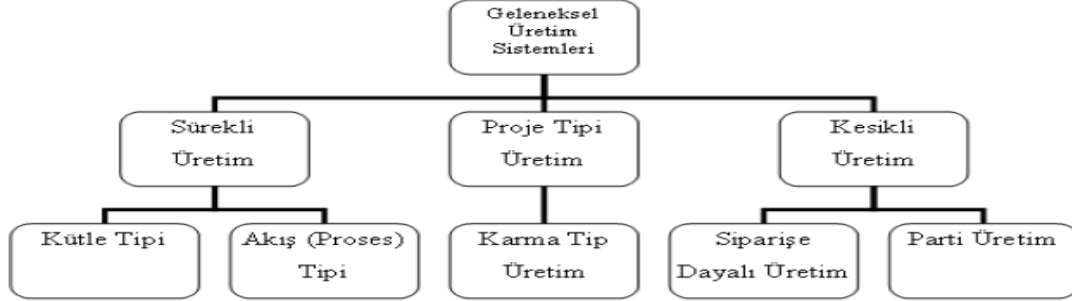 Geleneksel
Üretim
Sistemleri
Sürekli
Üretim
Proje Tipi
Üretim
Kesikli
Üretim
Kütle Tipi
Akış (Proses)
Tipi
Karma Tip
Üretim
Siparişe
Dayalı Üretim
Parti Üretim